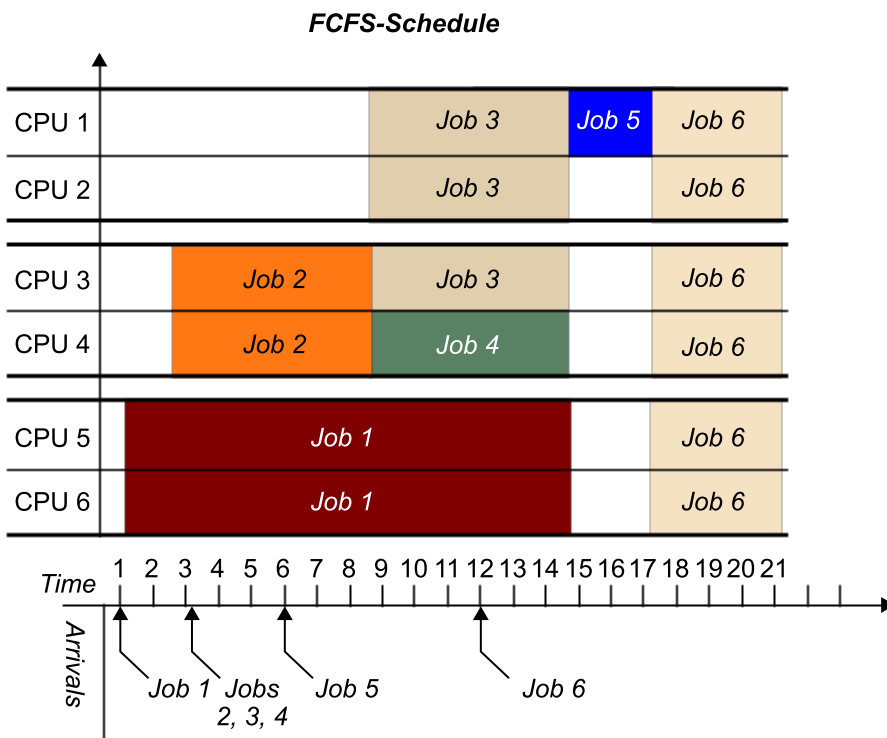 FCFS-Schedule
CPU 1 Job 3 Job 5 Job 6
CPU 2 Job 3 Job 6
CPU 3 Job 2 Job 3 Job 6
CPU 4 Job 2 Job 4 Job 6
CPU 5 Job 1 Job 6
CPU 6 Job 1 Job 6
Time 1 2 3 4 5 6 7 8 9 10 11 12 13 14 15 16 17 18 19 20 21
Arrivals
Job 1 Jobs Job 5 Job 6
2, 3, 4